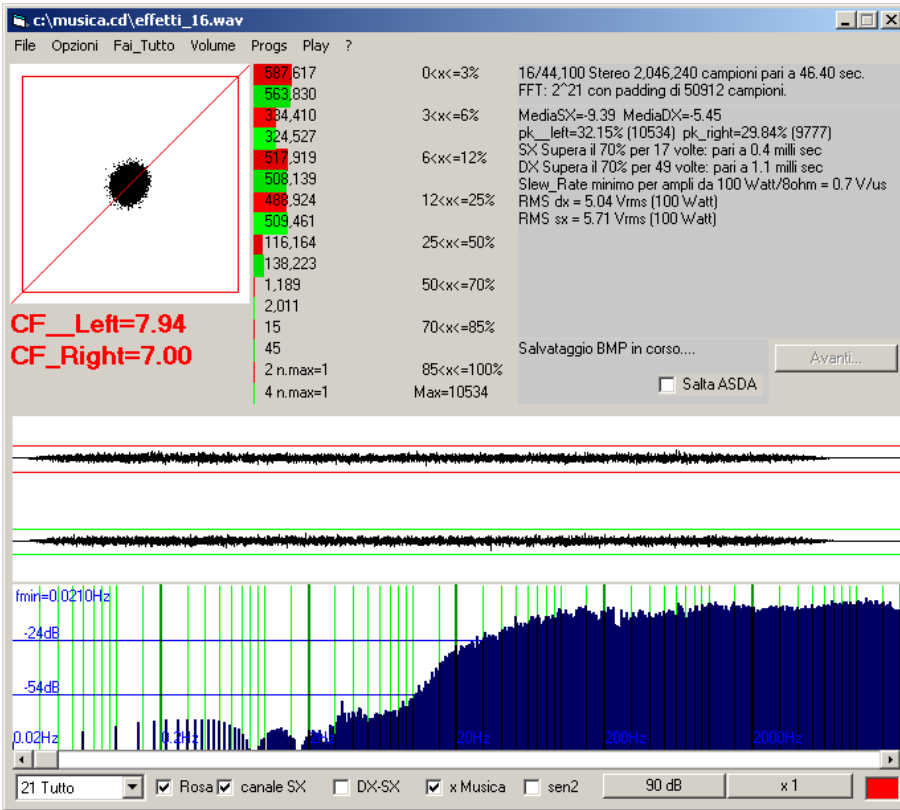 c:\musica.cd\effetti_16.wav
File Opzioni Fai_Tutto Volume Progs Play ?
587,617 0<x<=3%
563,830
334,410 3<x<=6%
324,527
517,919 6<x<=12%
508,139
488,924 12<x<=25%
509,461
116,164 25<x<=50%
138,223
1,189 50<x<=70%
2,011
15 70<x<=85%
45
2 n.max=1 85<x<=100%
4 n.max=1 Max=10534
CF__Left=7.94
CF_Right=7.00
16/44,100 Stereo 2,046,240 campioni pari a 46.40 sec.
FFT: 2^21 con padding di 50912 campioni.
MediaSX=-9.39 MediaDX=-5.45
pk__left=32.15% (10534) pk_right=29.84% (9777)
SX Supera il 70% per 17 volte: pari a 0.4 milli sec
DX Supera il 70% per 49 volte: pari a 1.1 milli sec
Slew_Rate minimo per ampli da 100 Watt/8ohm = 0.7 V/us
RMS dx = 5.04 Vrms (100 Watt)
RMS sx = 5.71 Vrms (100 Watt)
Salvataggio BMP in corso....
Avanti...
Salta ASDA
fmin=0.0210Hz
-24dB
-54dB
0.02Hz 0.2Hz 2Hz 20Hz 200Hz 2000Hz
21 Tutto Rosa canale SX DX-SX x Musica sen2 90 dB x 1